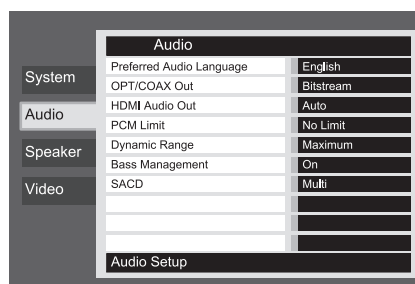 Audio
System
Audio
Speaker
Video
Preferred Audio Language English
OPT/COAX Out Bitstream
HDMI Audio Out Auto
PCM Limit No Limit
Dynamic Range Maximum
Bass Management On
SACD Multi
Audio Setup